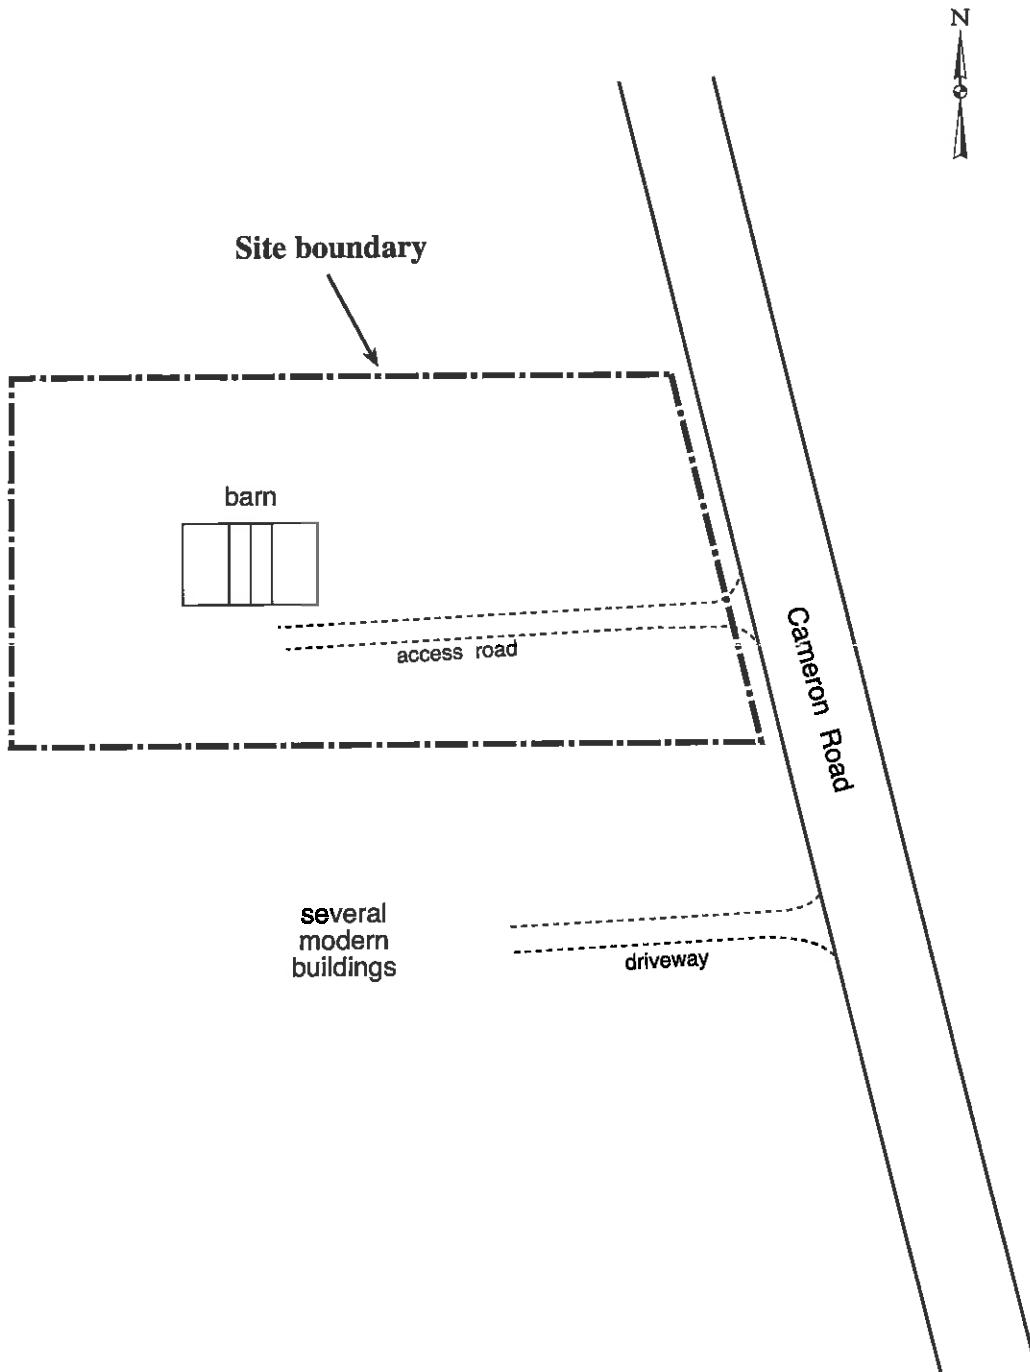 N
Site boundary
barn
access road
Cameron Road
several
modern
buildings
driveway